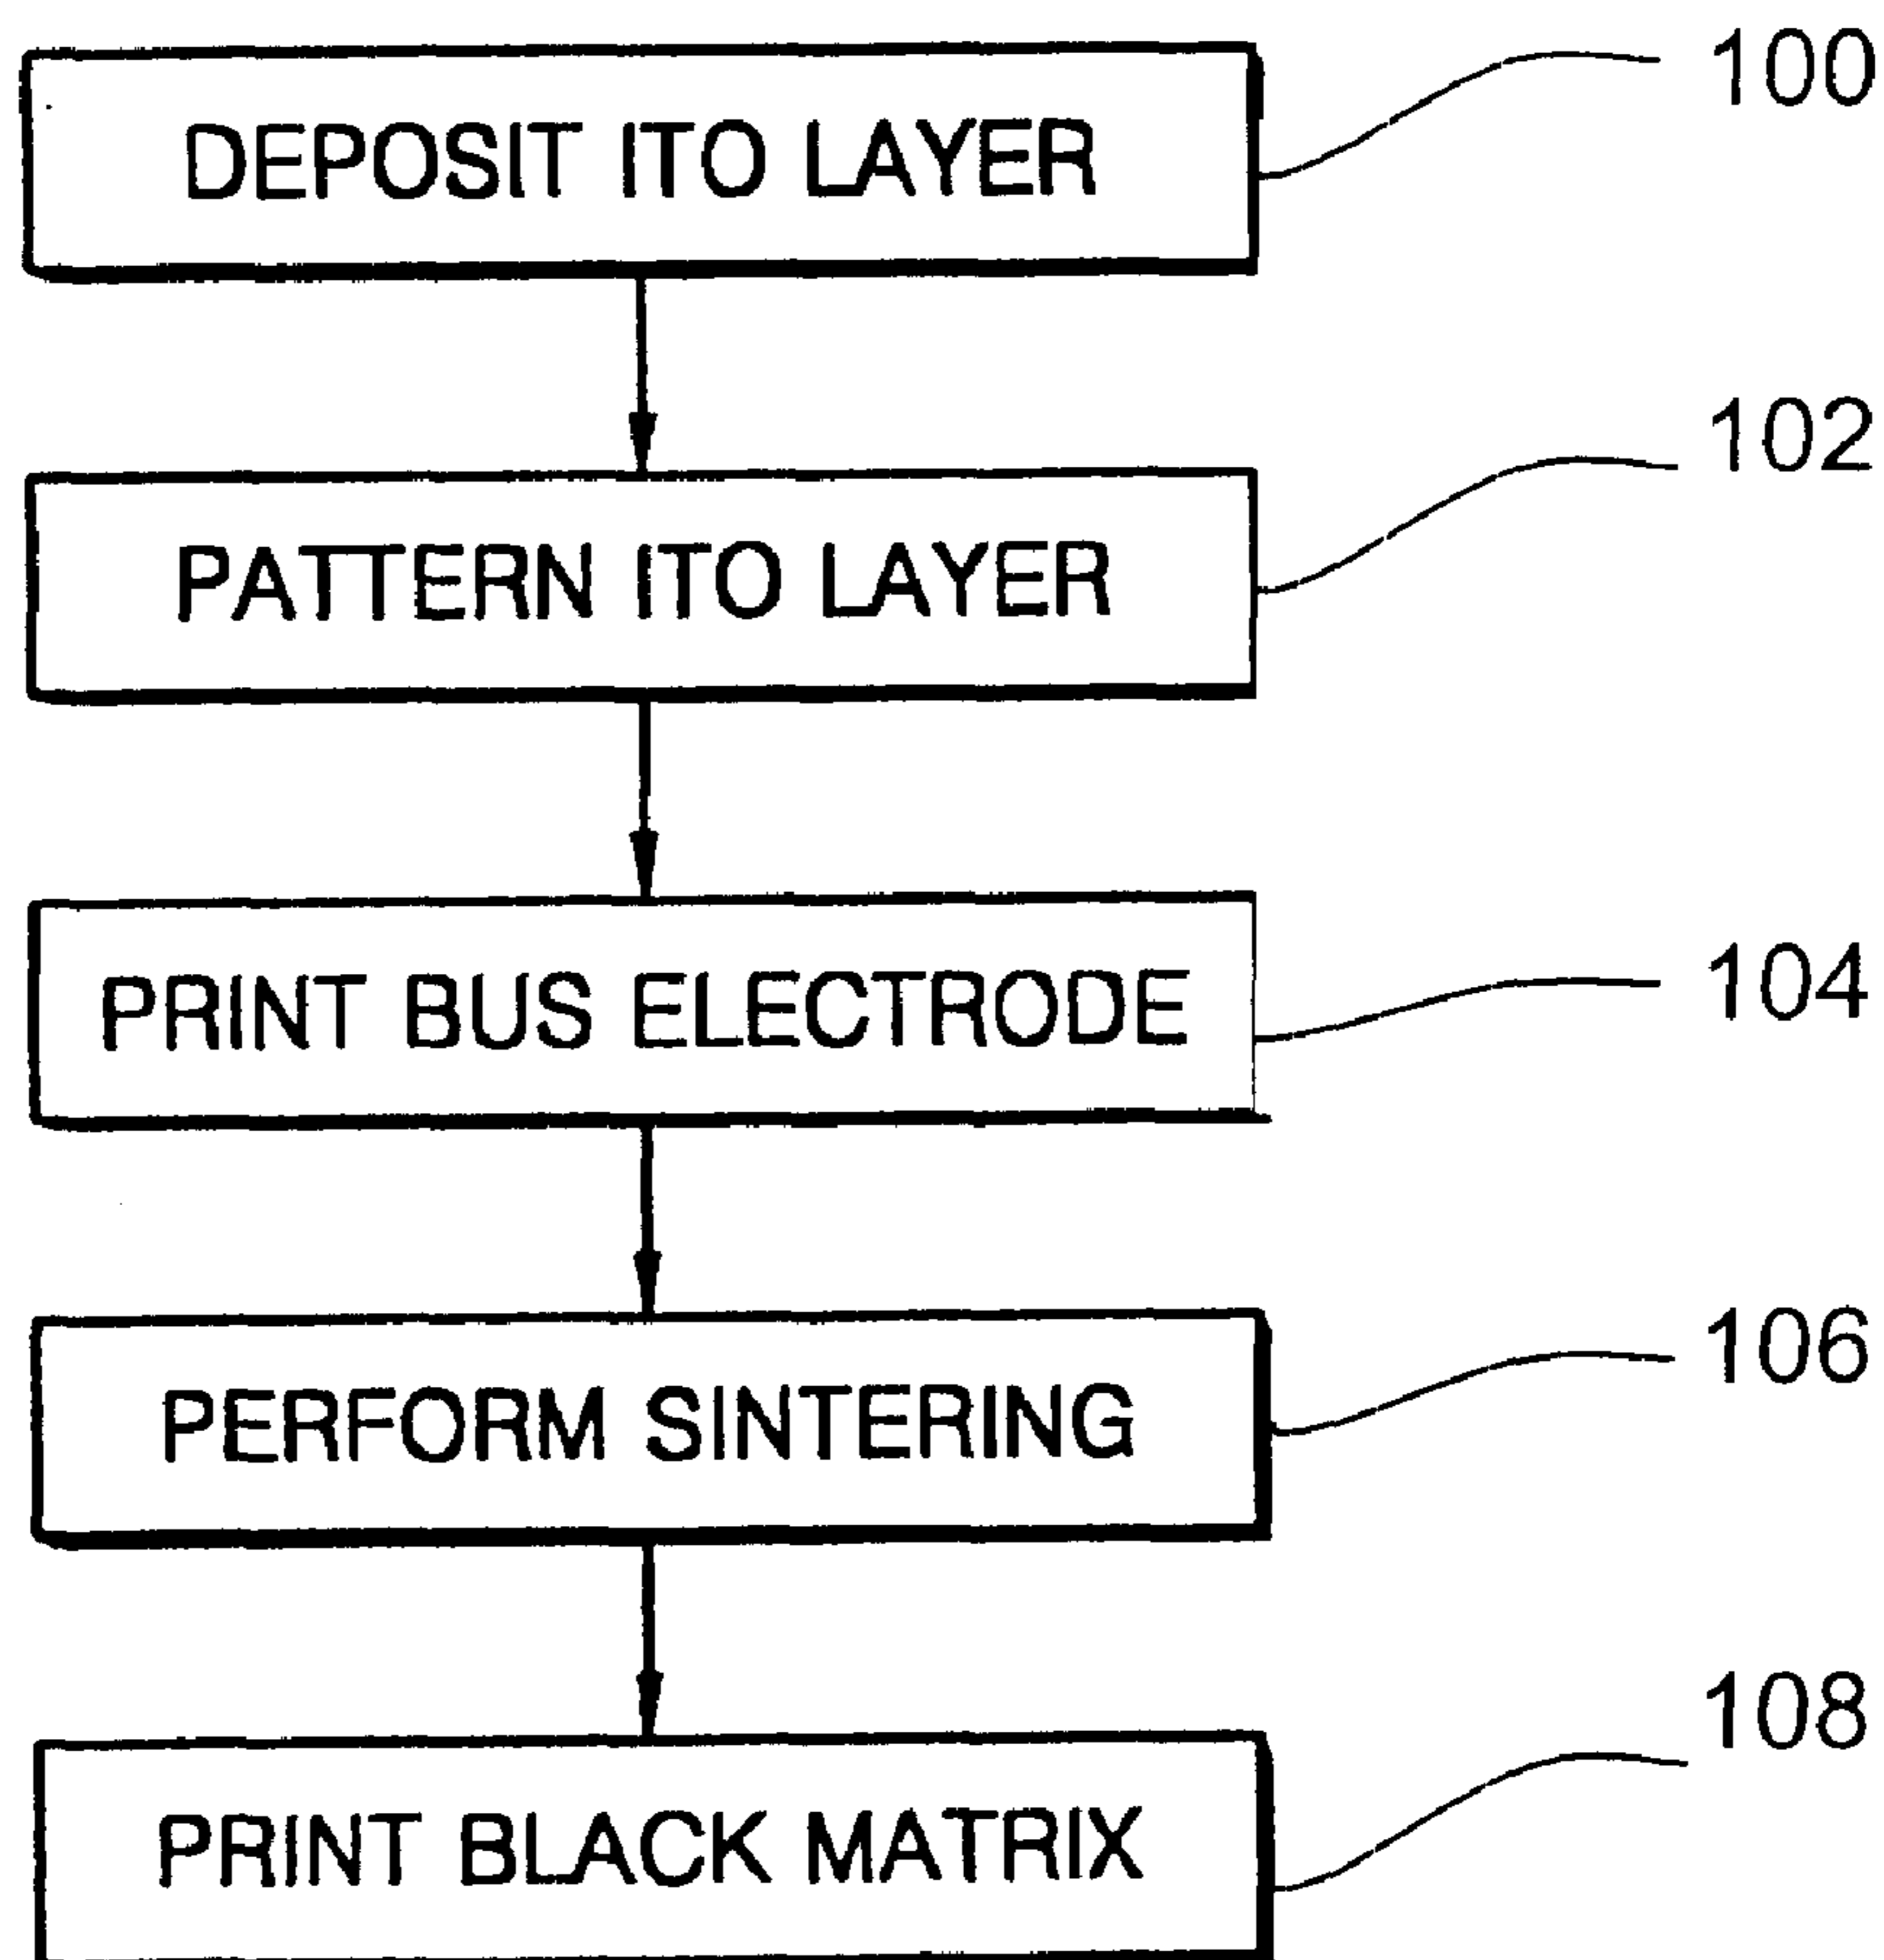 DEPOSIT ITO LAYER
100
PATTERN ITO LAYER
102
PRINT BUS ELECTRODE
104
PERFORM SINTERING
106
PRINT BLACK MATRIX
108